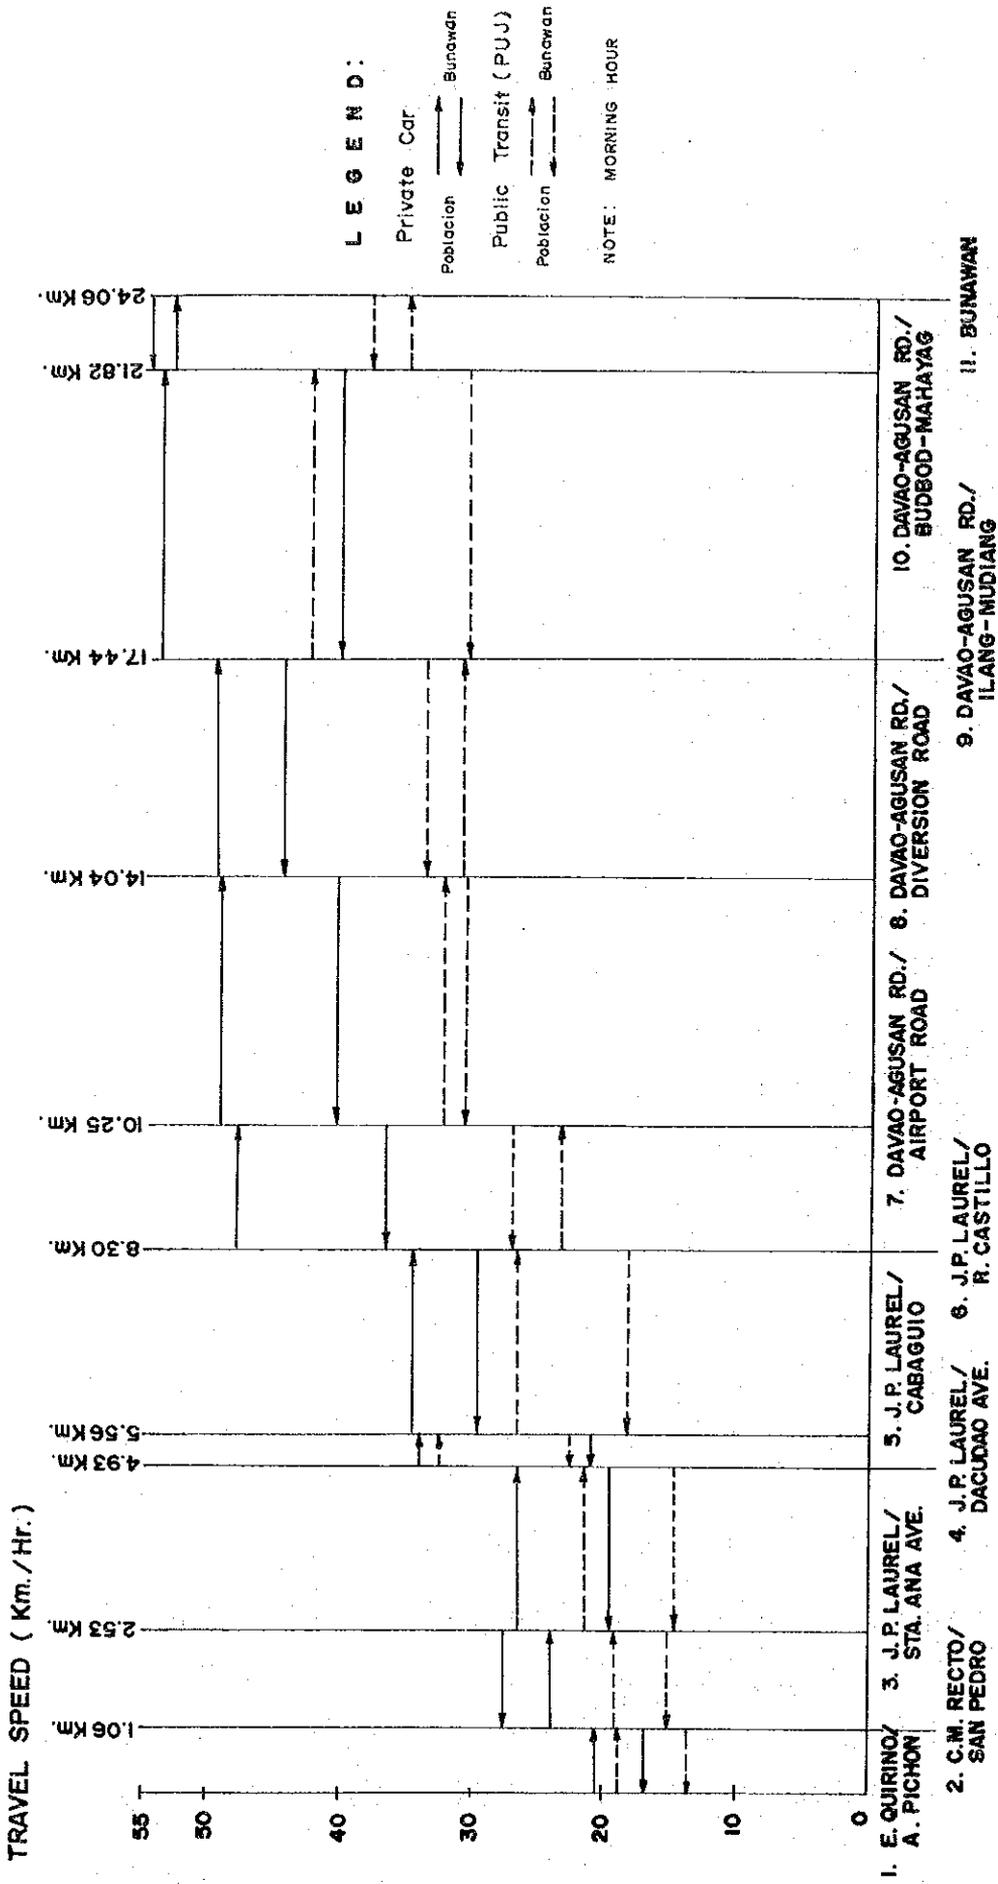 TRAVEL SPEED ( Km./Hr. )
55
50
40
30
20
10
0
1.06 Km.
2.53 Km.
4.93 Km.
5.56 Km.
8.30 Km.
10.25 Km.
14.04 Km.
17.44 Km.
21.82 Km.
24.06 Km.
1. E. QUIRINO/
A. PICHON
2. C.M. RECTO/
SAN PEDRO
3. J.P. LAUREL/
STA. ANA AVE.
4. J.P. LAUREL/
DACUDAO AVE.
5. J.P. LAUREL/
CABAGUIO
6. J.P. LAUREL/
R. CASTILLO
7. DAVAO-AGUSAN RD./
AIRPORT ROAD
8. DAVAO-AGUSAN RD./
DIVERSION ROAD
9. DAVAO-AGUSAN RD./
ILANG-MUDIANG
10. DAVAO-AGUSAN RD./
BUDBOD-MAHAYAG
11. BUNAWAN
LEGEND:
Private Car
Poblacion Bunawan
Public Transit (PUJ)
Poblacion Bunawan
NOTE: MORNING HOUR